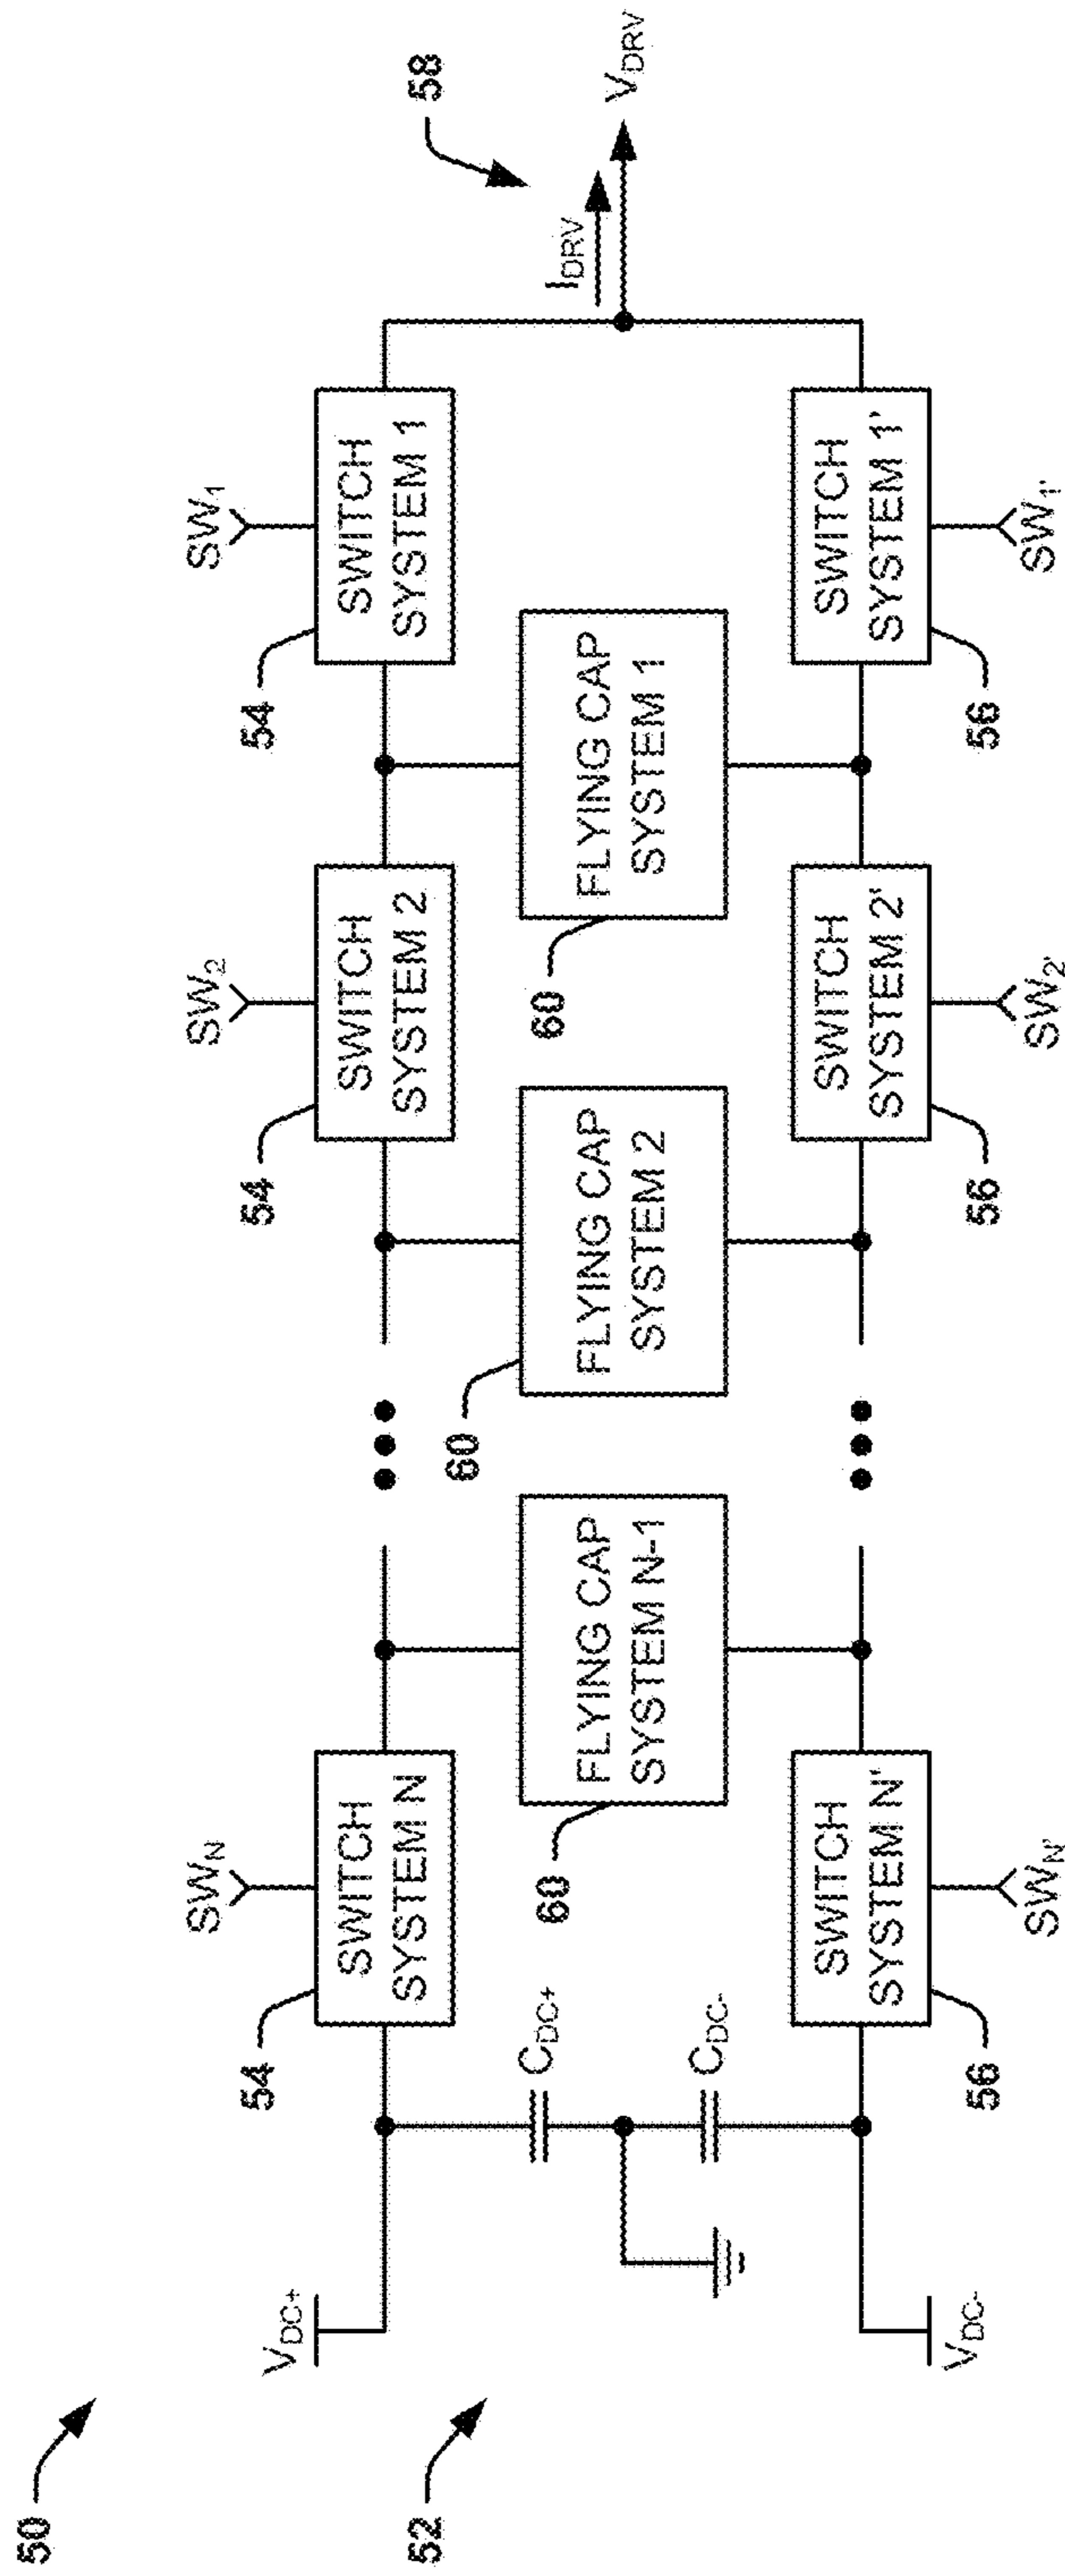 50
52
V_DC+
V_DC-
C_DC+
C_DC-
SW_N
54
SWITCH
SYSTEM N
FLYING CAP
SYSTEM N-1
60
SWITCH
SYSTEM N'
56
SW_N'
SW_2
54
SWITCH
SYSTEM 2
FLYING CAP
SYSTEM 2
60
SWITCH
SYSTEM 2'
56
SW_2'
SW_1
54
SWITCH
SYSTEM 1
FLYING CAP
SYSTEM 1
60
SWITCH
SYSTEM 1'
56
SW_1'
58
I_DRV
V_DRV